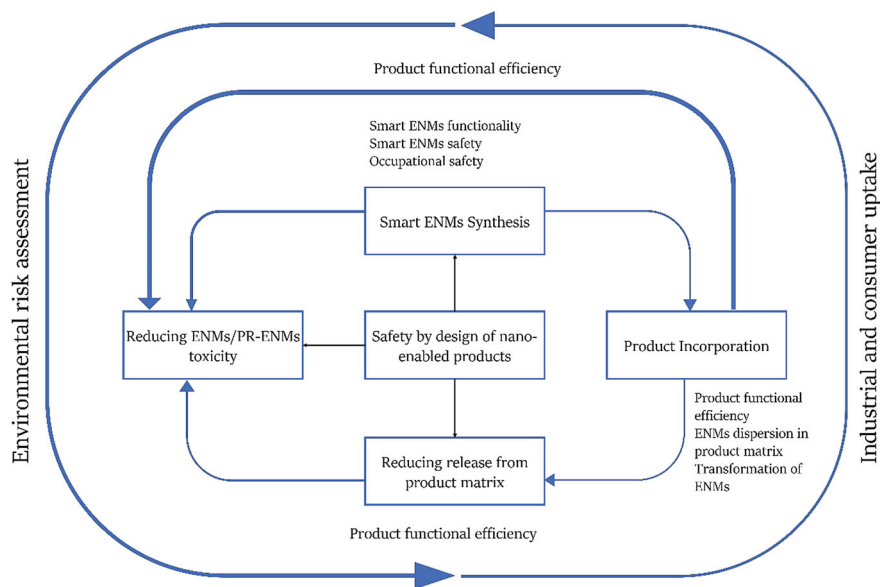 Product functional efficiency
Smart ENMs functionality
Smart ENMs safety
Occupational safety
Environmental risk assessment
Industrial and consumer uptake
Smart ENMs Synthesis
Reducing ENMs/PR-ENMs
toxicity
Safety by design of nano-
enabled products
Product Incorporation
Product functional
efficiency
ENMs dispersion in
product matrix
Transformation of
ENMs
Reducing release from
product matrix
Product functional efficiency